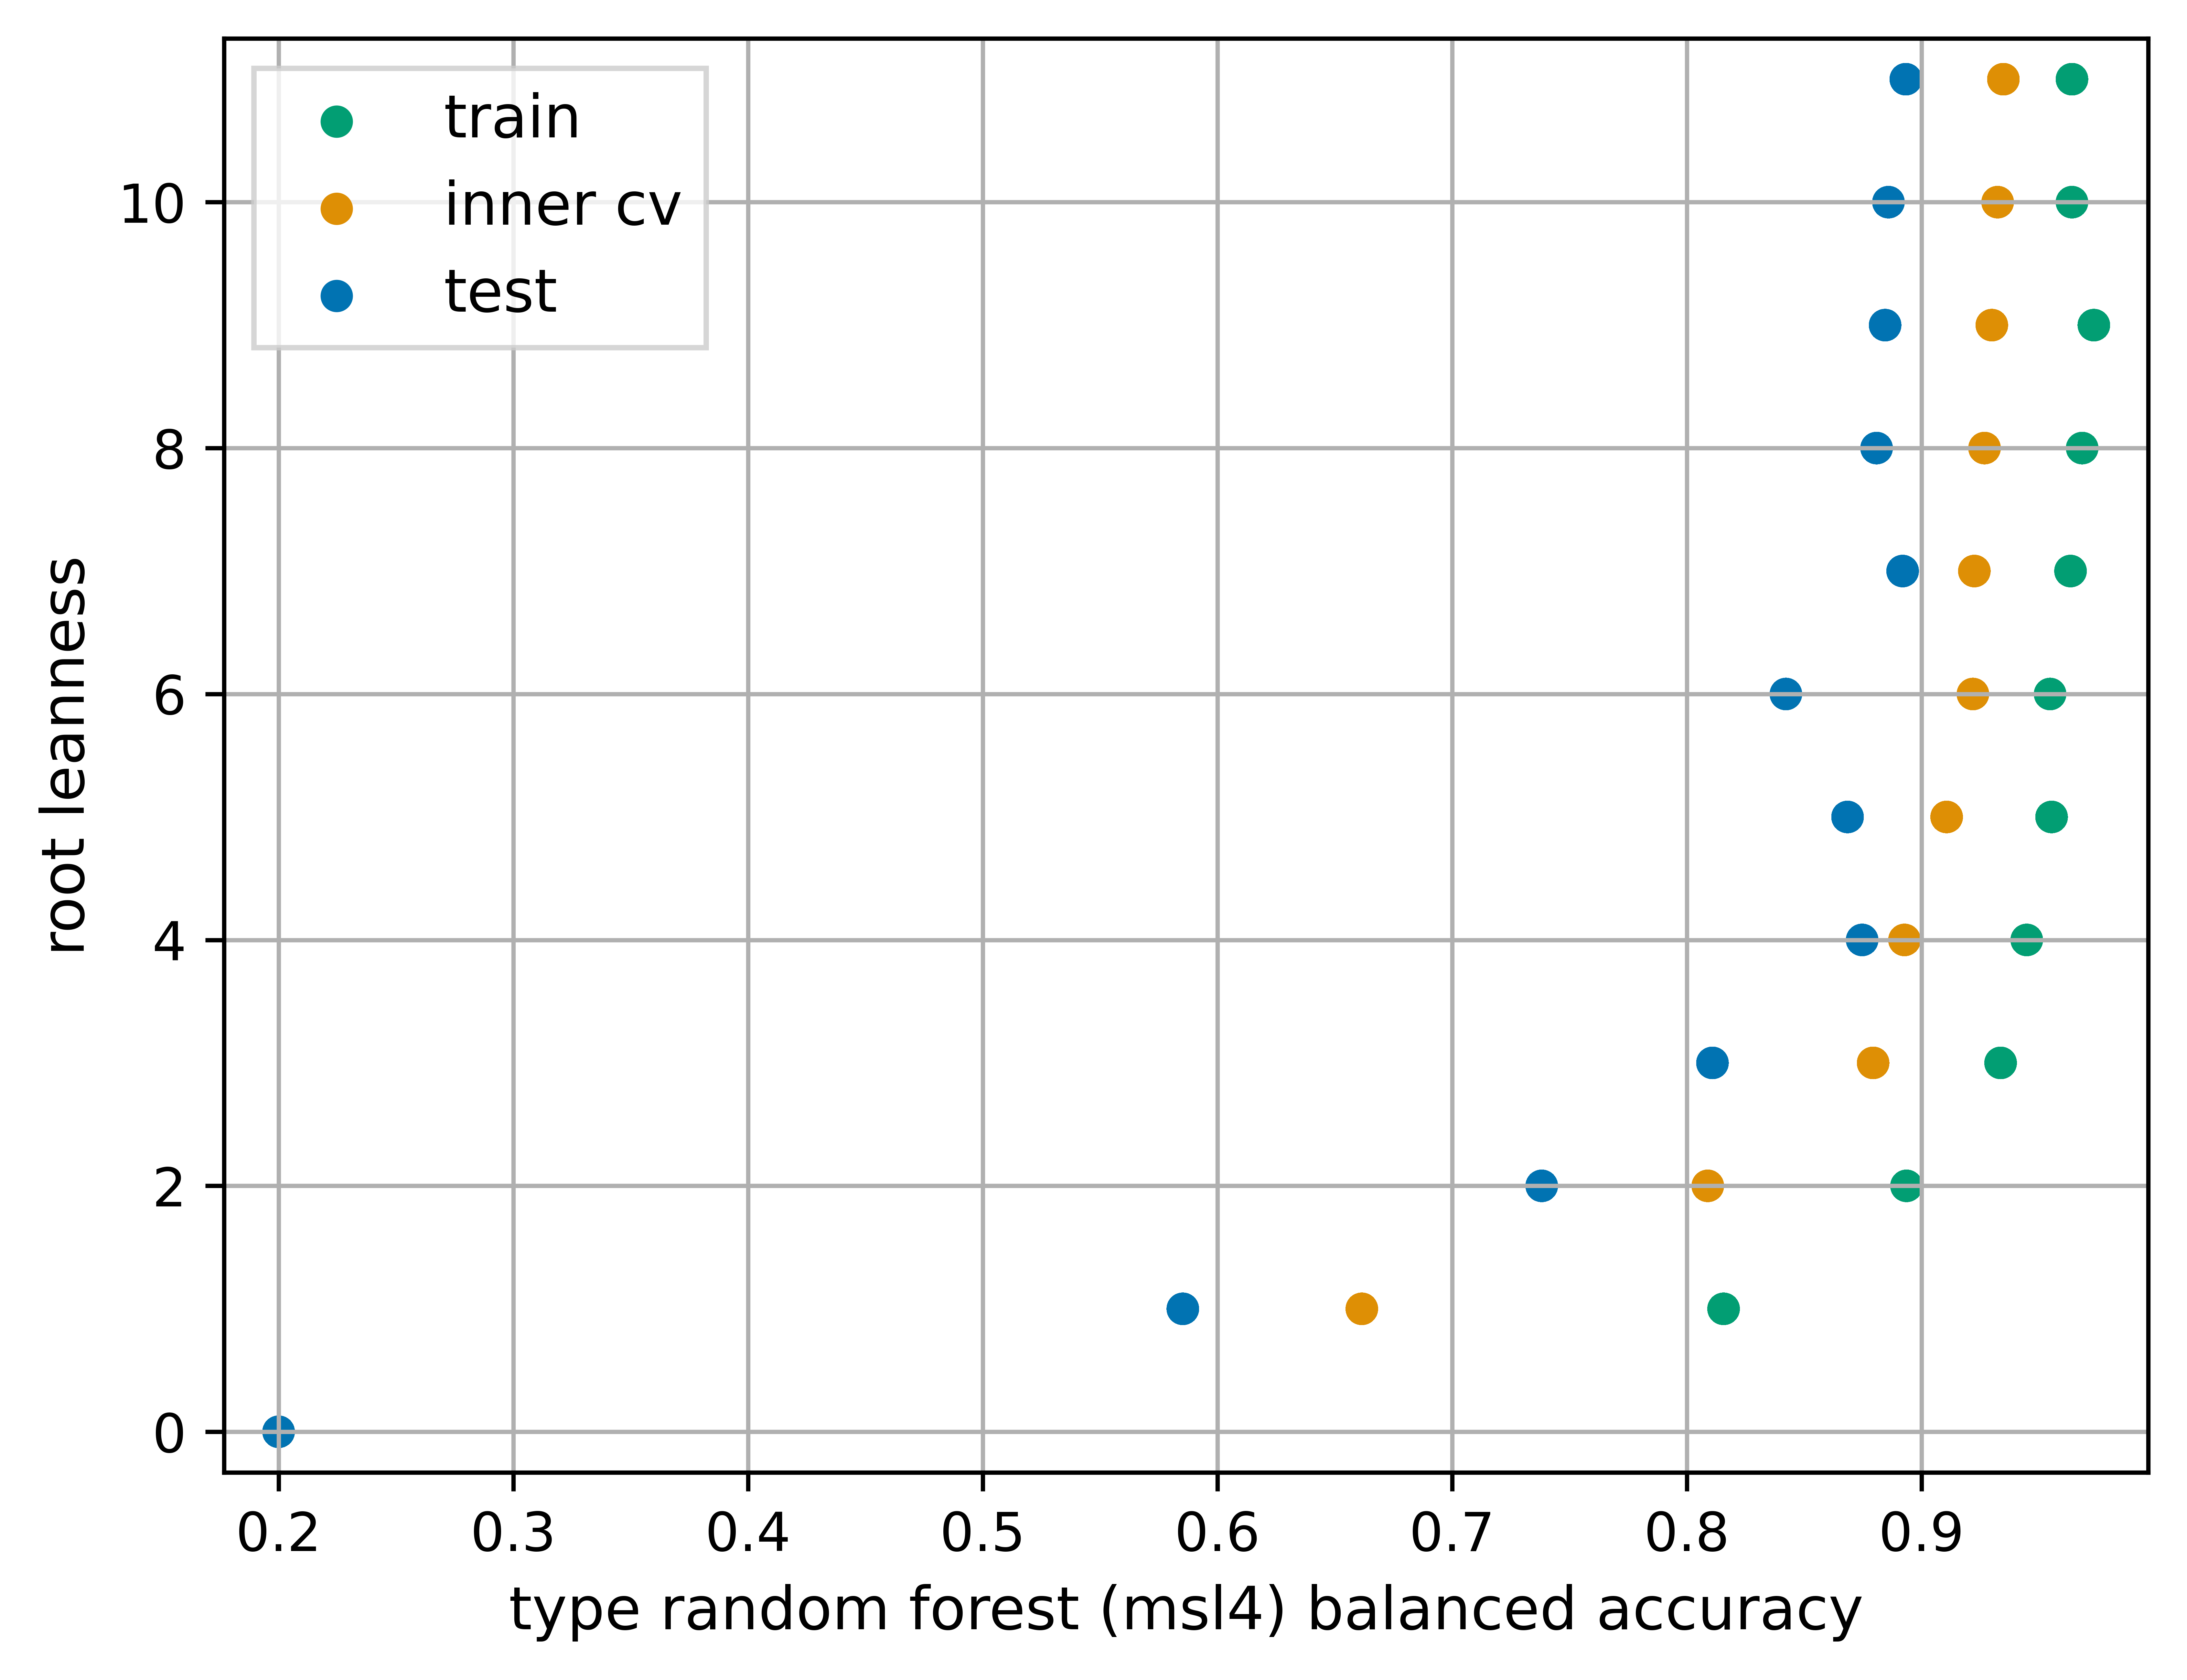 train
inner cv
test
10
8
6
4
2
0
root leanness
0.2 0.3 0.4 0.5 0.6 0.7 0.8 0.9
type random forest (msl4) balanced accuracy